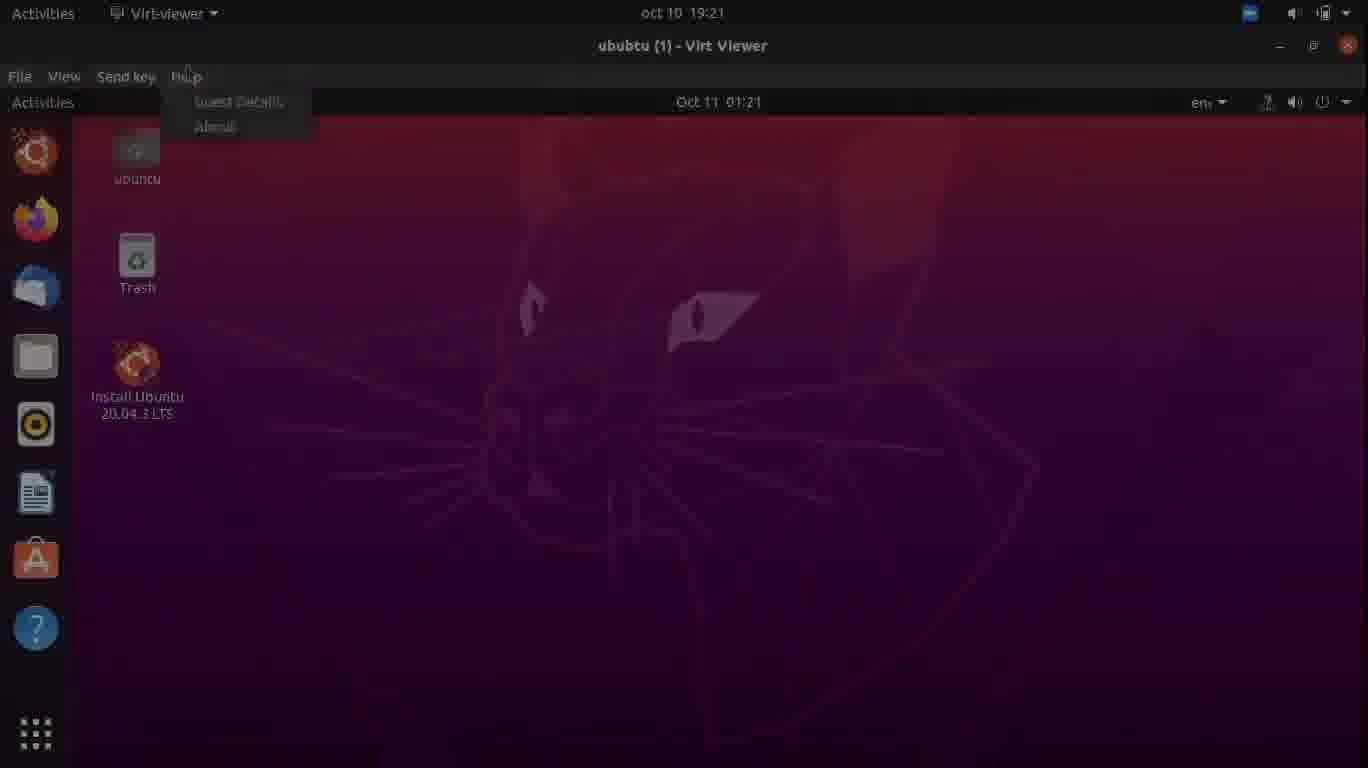 Activities Virt-viewer oct 10 19:21
ububtu (1) - Virt Viewer
File View Send key Help
Activities Oct 11 01:21 en₁
Guest Details
About
ubuntu
Trash
Install Ubuntu
20.04.3 LTS